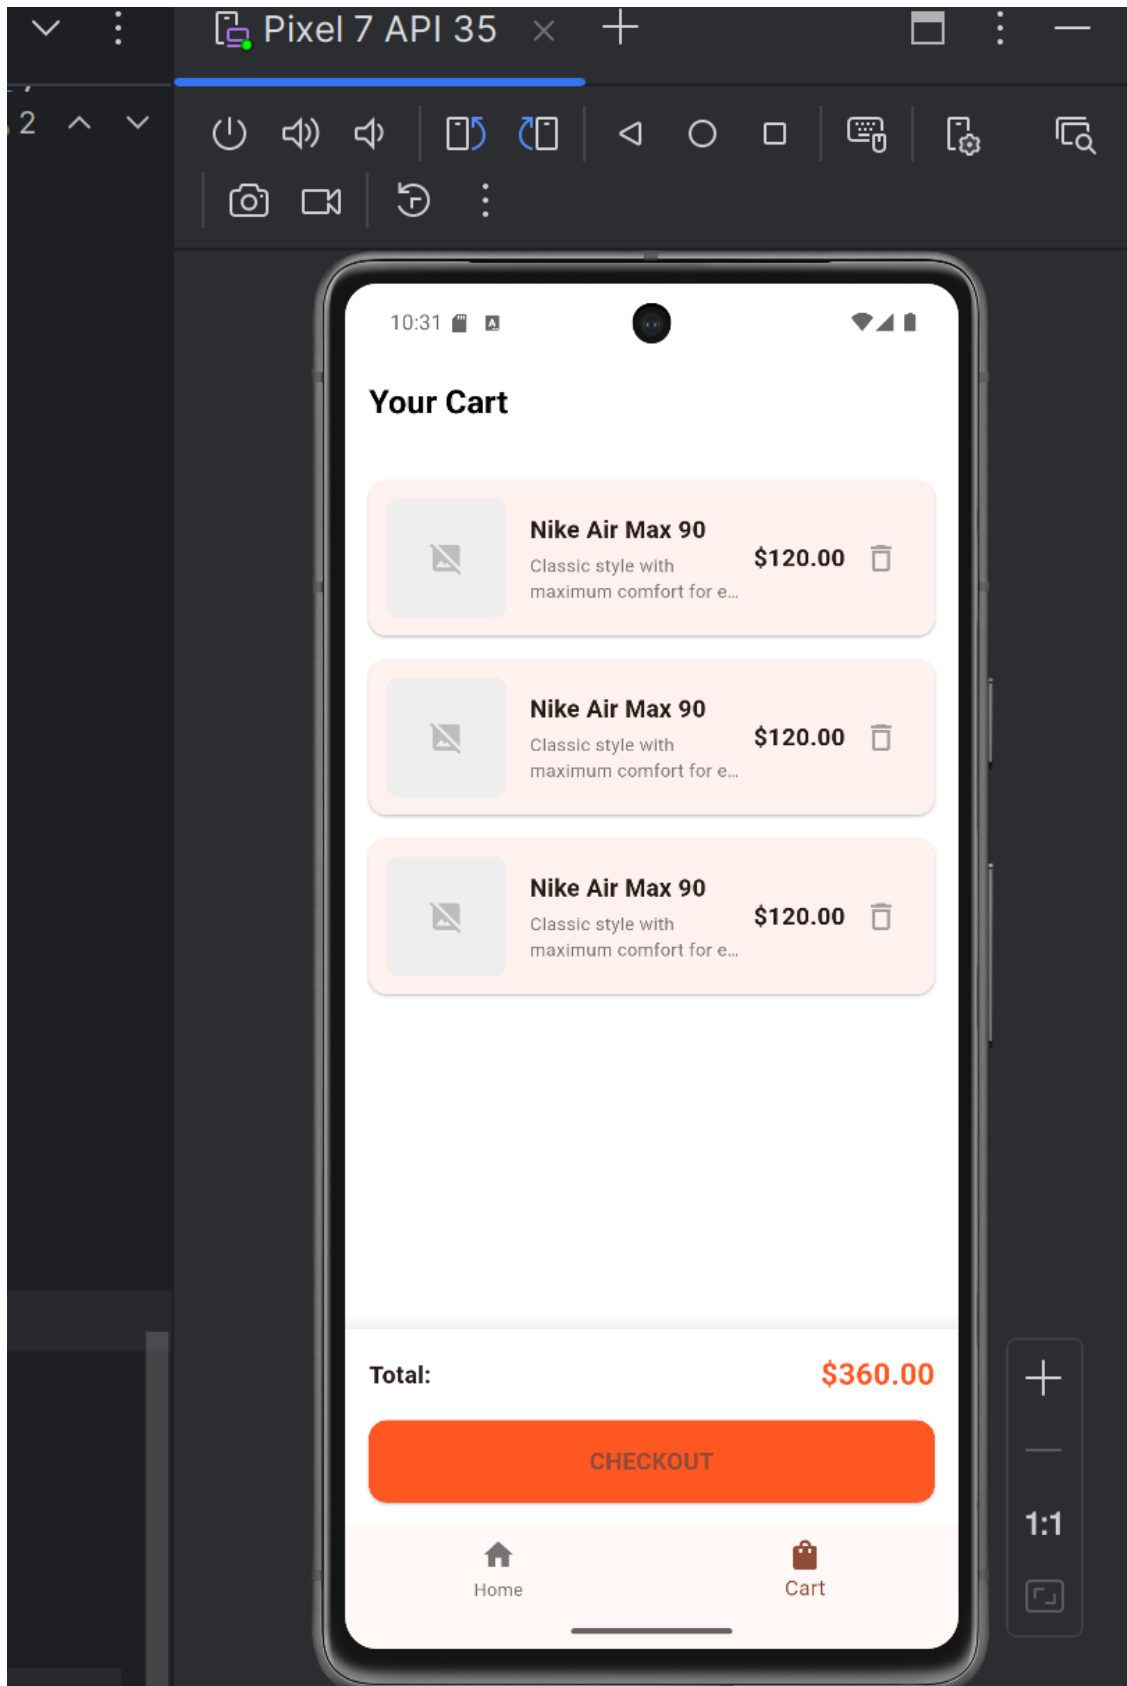 Pixel 7 API 35
2
10:31
A
Your Cart
Nike Air Max 90
Classic style with
maximum comfort for e...
$120.00
Nike Air Max 90
Classic style with
maximum comfort for e...
$120.00
Nike Air Max 90
Classic style with
maximum comfort for e...
$120.00
Total:
$360.00
CHECKOUT
1:1
Home
Cart